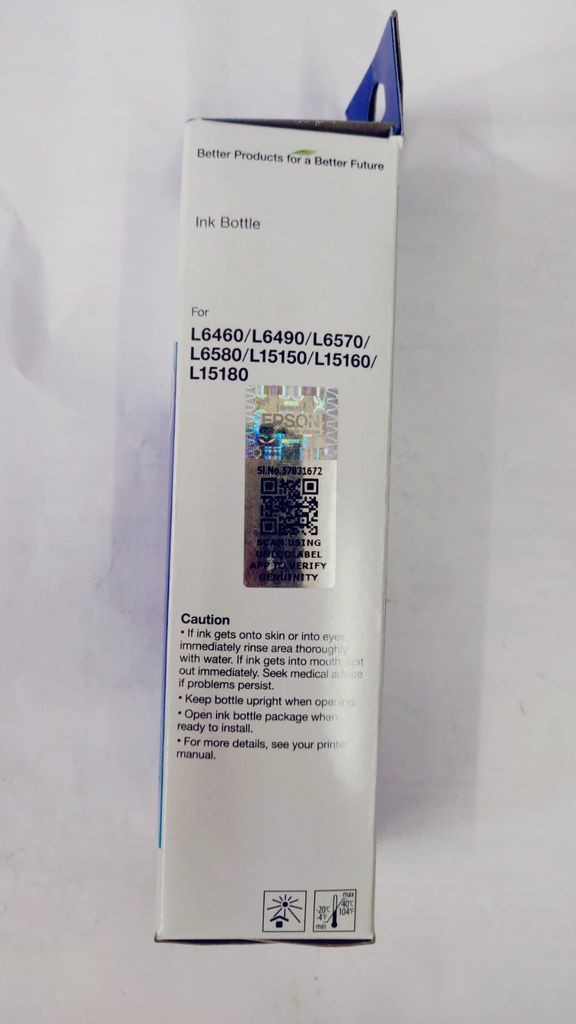 Better Products for a Better Future
Ink Bottle
For
L6460/L6490/L6570/
L6580/L15150/L15160/
L15180
EPSON
Sl.No.57831672
SCAN USING
UNIQOLABEL
APP TO VERIFY
GENUINITY
Caution
• If ink gets onto skin or into eyes,
immediately rinse area thoroughly
with water. If ink gets into mouth, spit
out immediately. Seek medical advice
if problems persist.
• Keep bottle upright when opening.
• Open ink bottle package when
ready to install.
• For more details, see your printer
manual.
max
40°C
104°F
-20°C
-4°F
min